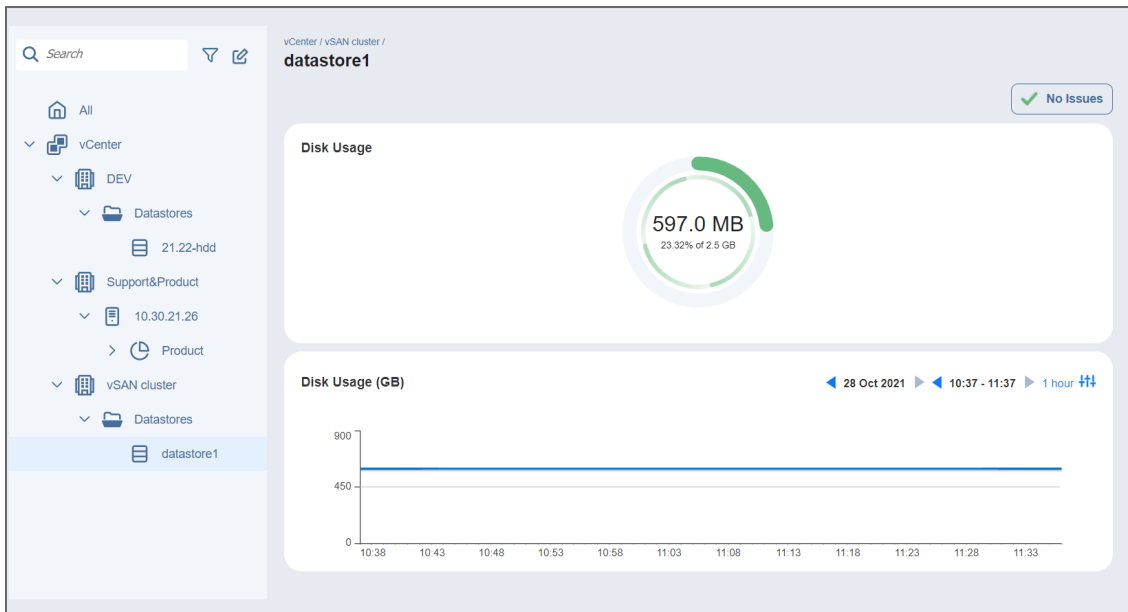 Search
All
vCenter
DEV
Datastores
21.22-hdd
Support&Product
10.30.21.26
Product
vSAN cluster
Datastores
datastore1
vCenter / vSAN cluster /
datastore1
No Issues
Disk Usage
597.0 MB
23.32% of 2.5 GB
Disk Usage (GB)
28 Oct 2021 10:37 - 11:37 1 hour
900
450
0
10:38 10:43 10:48 10:53 10:58 11:03 11:08 11:13 11:18 11:23 11:28 11:33